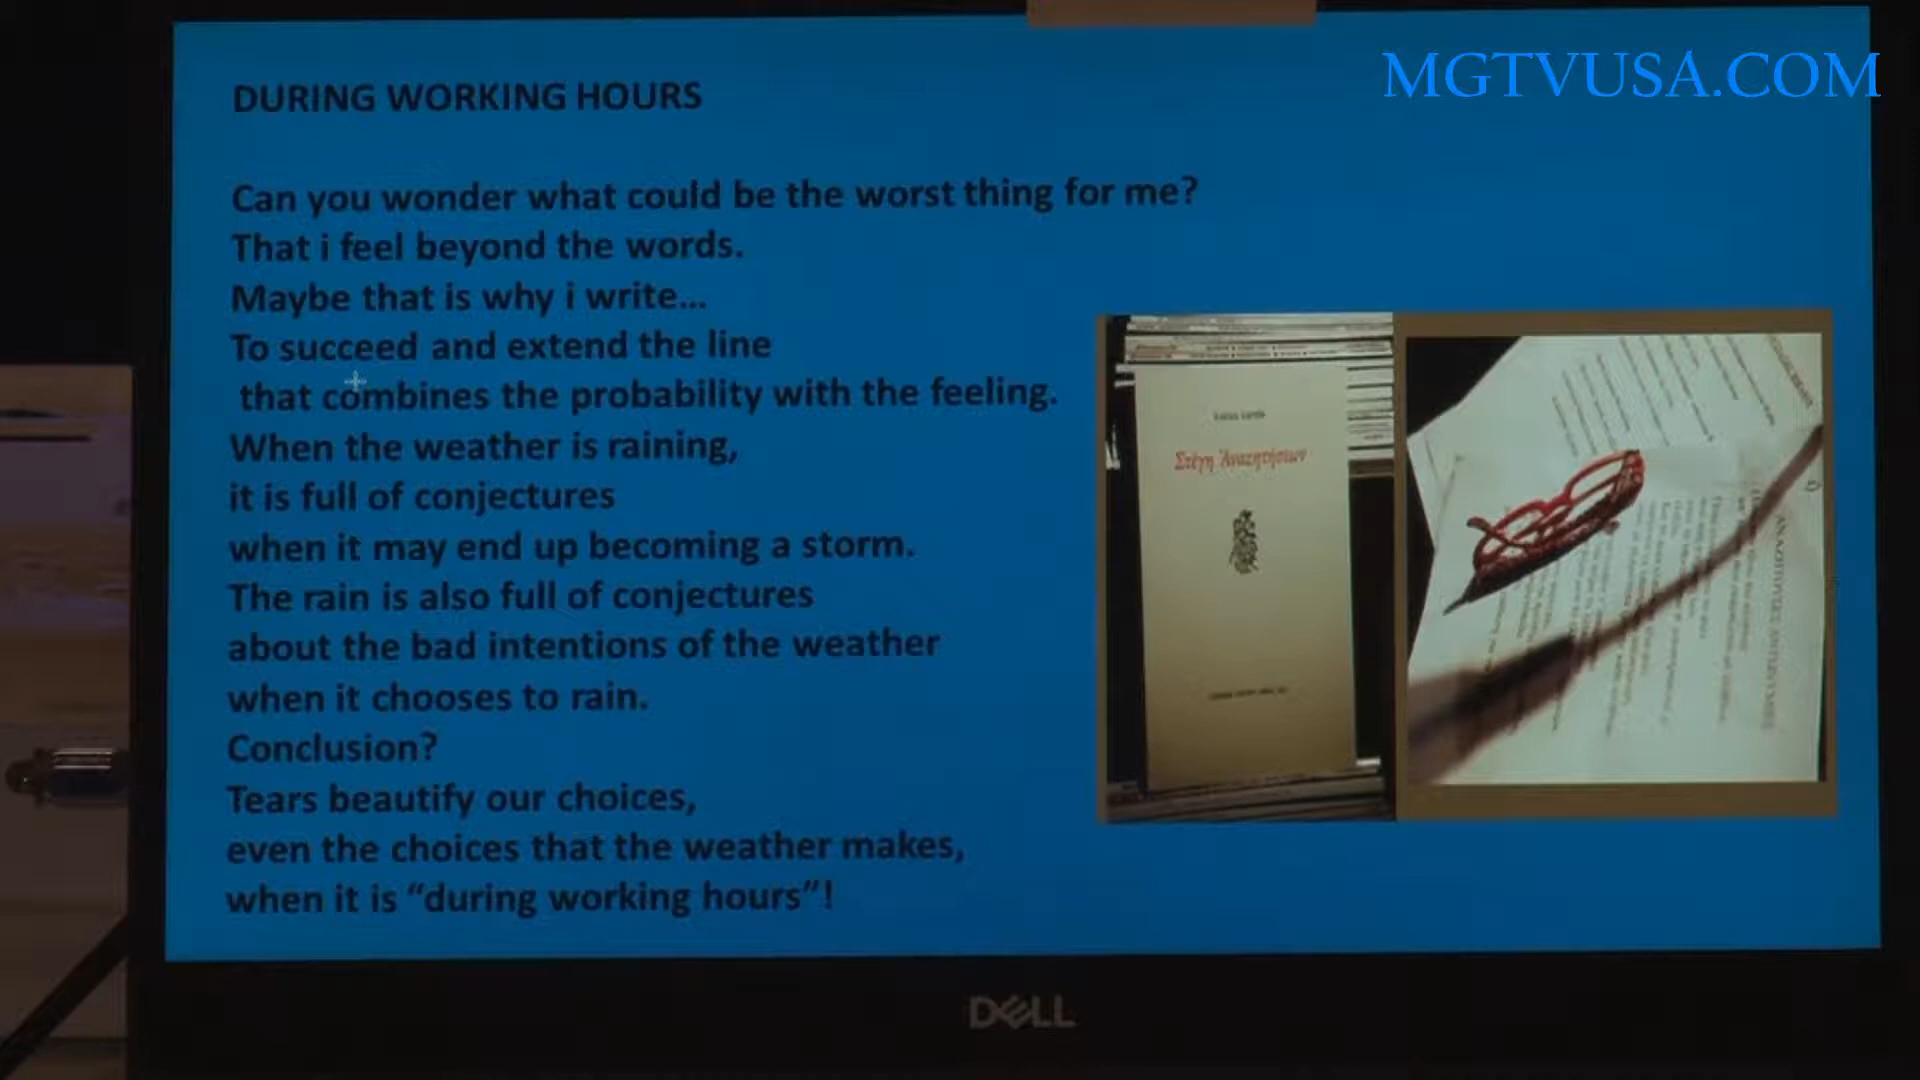 MGTVUSA.COM
DURING WORKING HOURS
Can you wonder what could be the worst thing for me?
That i feel beyond the words.
Maybe that is why i write...
To succeed and extend the line
that combines the probability with the feeling.
When the weather is raining,
it is full of conjectures
when it may end up becoming a storm.
The rain is also full of conjectures
about the bad intentions of the weather
when it chooses to rain.
Conclusion?
Tears beautify our choices,
even the choices that the weather makes,
when it is “during working hours”!
Στέγη Ἀναζητήσεων
DELL